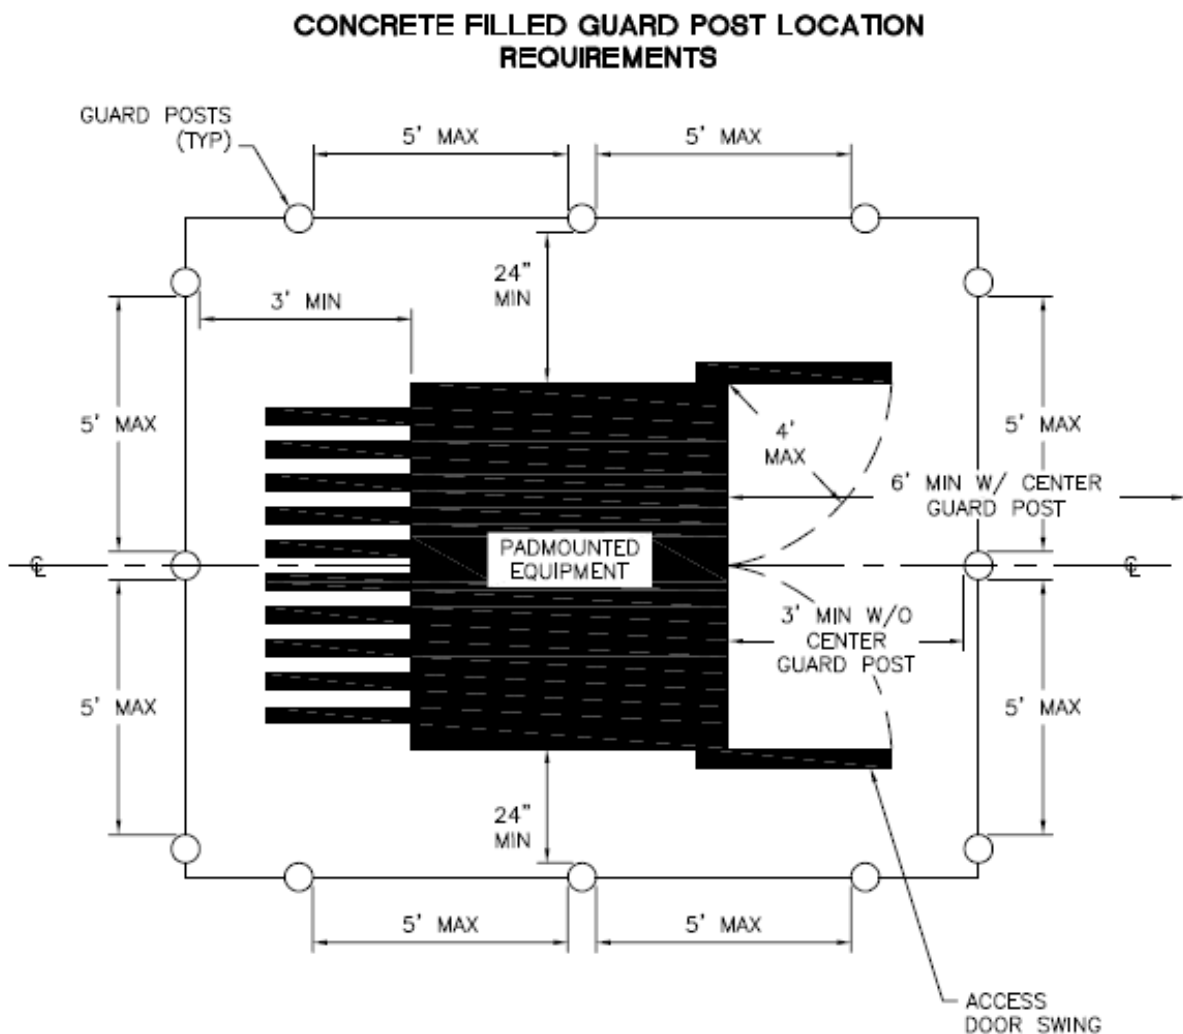 CONCRETE FILLED GUARD POST LOCATION
REQUIREMENTS
GUARD POSTS
(TYP)
5' MAX
5' MAX
24"
MIN
3' MIN
5' MAX
4'
MAX
5' MAX
6' MIN W/ CENTER
GUARD POST
PADMOUNTED
EQUIPMENT
℄
℄
3' MIN W/O
CENTER
GUARD POST
5' MAX
5' MAX
24"
MIN
5' MAX
5' MAX
ACCESS
DOOR SWING